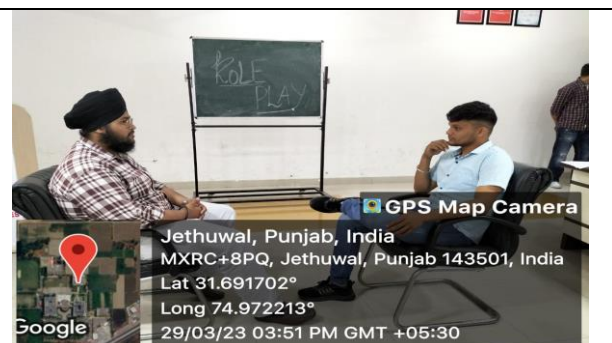 ROLE
PLAY
GPS Map Camera
Jethuwal, Punjab, India
MXRC+8PQ, Jethuwal, Punjab 143501, India
Lat 31.691702°
Long 74.972213°
29/03/23 03:51 PM GMT +05:30
Google